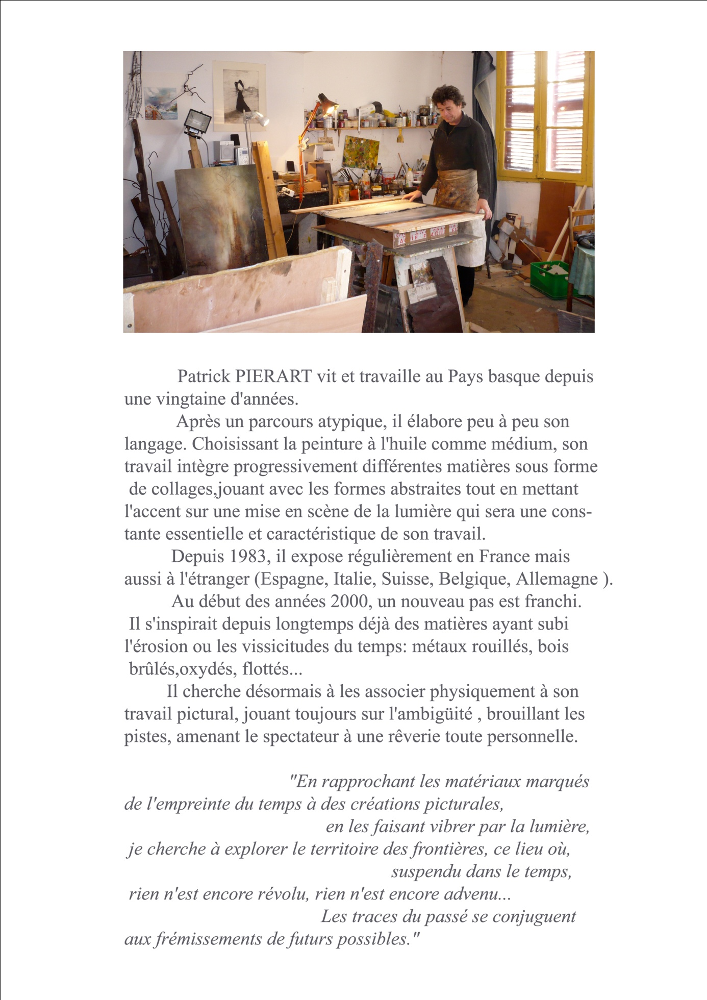 Patrick PIERART vit et travaille au Pays basque depuis
une vingtaine d'années.
Après un parcours atypique, il élabore peu à peu son
langage. Choisissant la peinture à l'huile comme médium, son
travail intègre progressivement différentes matières sous forme
de collages,jouant avec les formes abstraites tout en mettant
l'accent sur une mise en scène de la lumière qui sera une cons-
tante essentielle et caractéristique de son travail.
Depuis 1983, il expose régulièrement en France mais
aussi à l'étranger (Espagne, Italie, Suisse, Belgique, Allemagne ).
Au début des années 2000, un nouveau pas est franchi.
Il s'inspirait depuis longtemps déjà des matières ayant subi
l'érosion ou les vissicitudes du temps: métaux rouillés, bois
brûlés,oxydés, flottés...
Il cherche désormais à les associer physiquement à son
travail pictural, jouant toujours sur l'ambigüité , brouillant les
pistes, amenant le spectateur à une rêverie toute personnelle.
"En rapprochant les matériaux marqués
de l'empreinte du temps à des créations picturales,
en les faisant vibrer par la lumière,
je cherche à explorer le territoire des frontières, ce lieu où,
suspendu dans le temps,
rien n'est encore révolu, rien n'est encore advenu...
Les traces du passé se conjuguent
aux frémissements de futurs possibles."